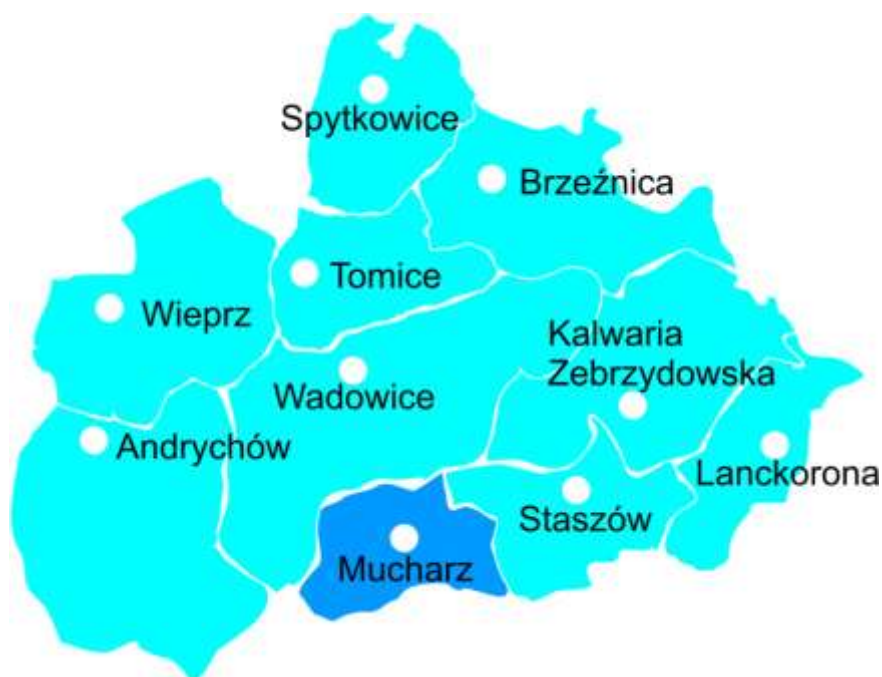 Spytkowice
Brzeźnica
Tomice
Wieprz
Kalwaria
Zebrzydowska
Wadowice
Andrychów
Lanckorona
Staszów
Mucharz